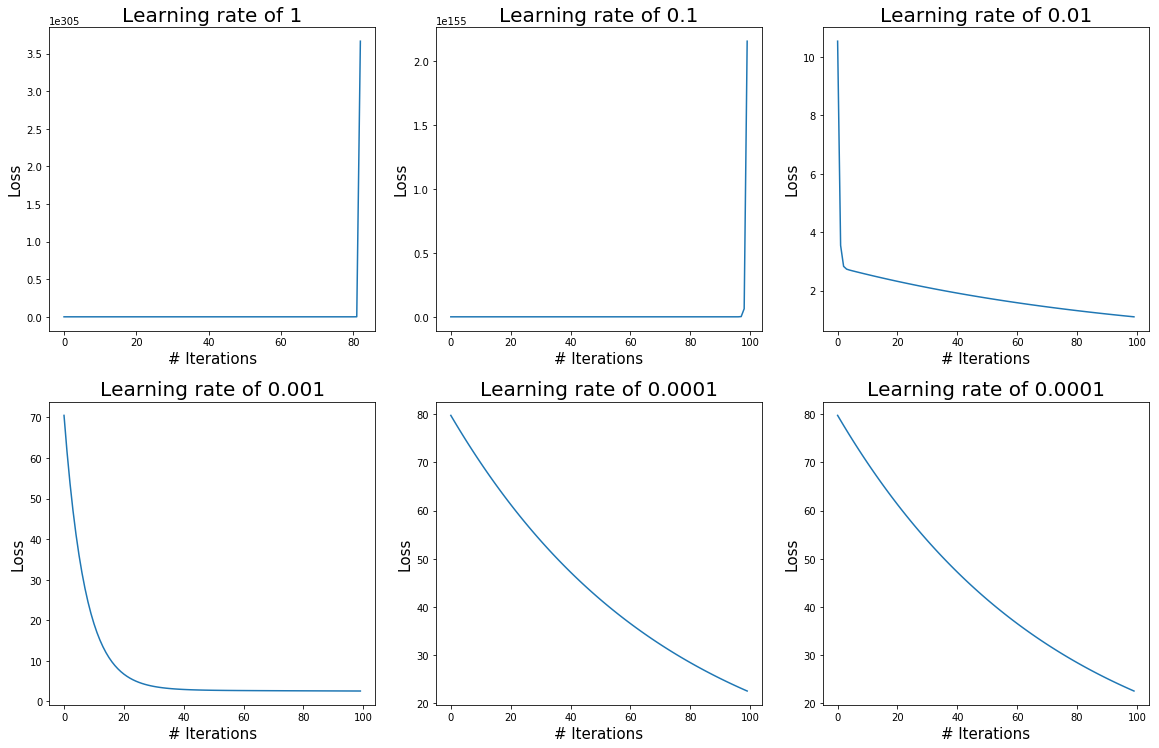 Learning rate of 1
1e305
3.5
3.0
2.5
2.0
1.5
1.0
0.5
0.0
Loss
0 20 40 60 80
# Iterations
Learning rate of 0.1
1e155
2.0
1.5
1.0
0.5
0.0
Loss
0 20 40 60 80 100
# Iterations
Learning rate of 0.01
10
8
6
4
2
Loss
0 20 40 60 80 100
# Iterations
Learning rate of 0.001
70
60
50
40
30
20
10
0
Loss
0 20 40 60 80 100
# Iterations
Learning rate of 0.0001
80
70
60
50
40
30
20
Loss
0 20 40 60 80 100
# Iterations
Learning rate of 0.0001
80
70
60
50
40
30
20
Loss
0 20 40 60 80 100
# Iterations